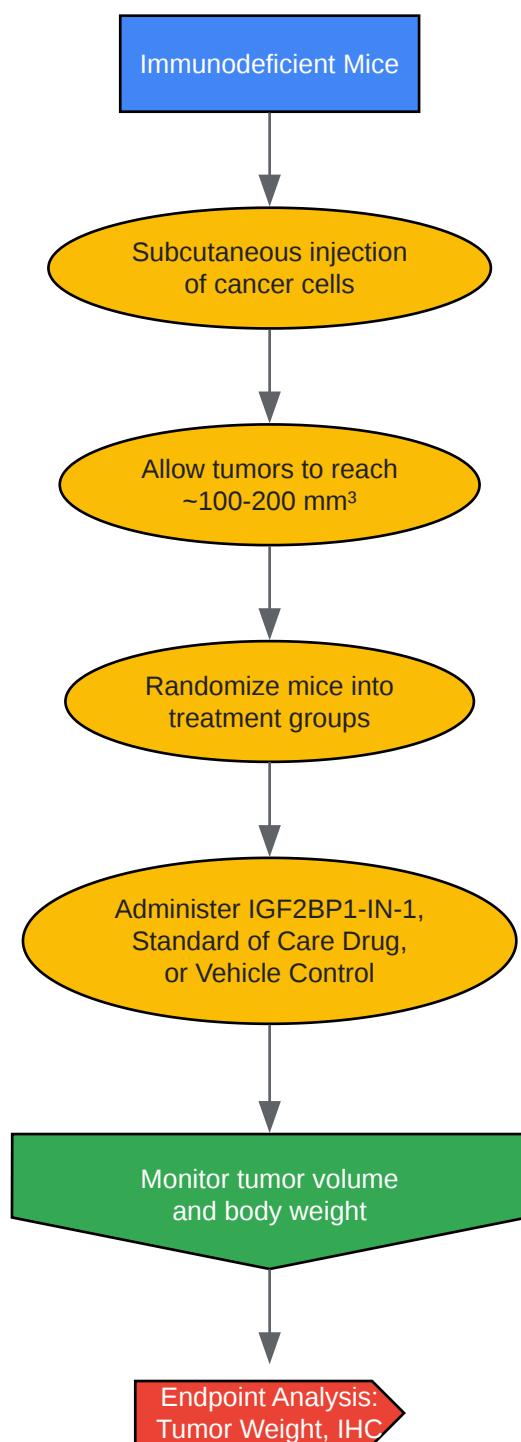 Immunodeficient Mice
Subcutaneous injection
of cancer cells
Allow tumors to reach
~100-200 mm³
Randomize mice into
treatment groups
Administer IGF2BP1-IN-1,
Standard of Care Drug,
or Vehicle Control
Monitor tumor volume
and body weight
Endpoint Analysis:
Tumor Weight, IHC